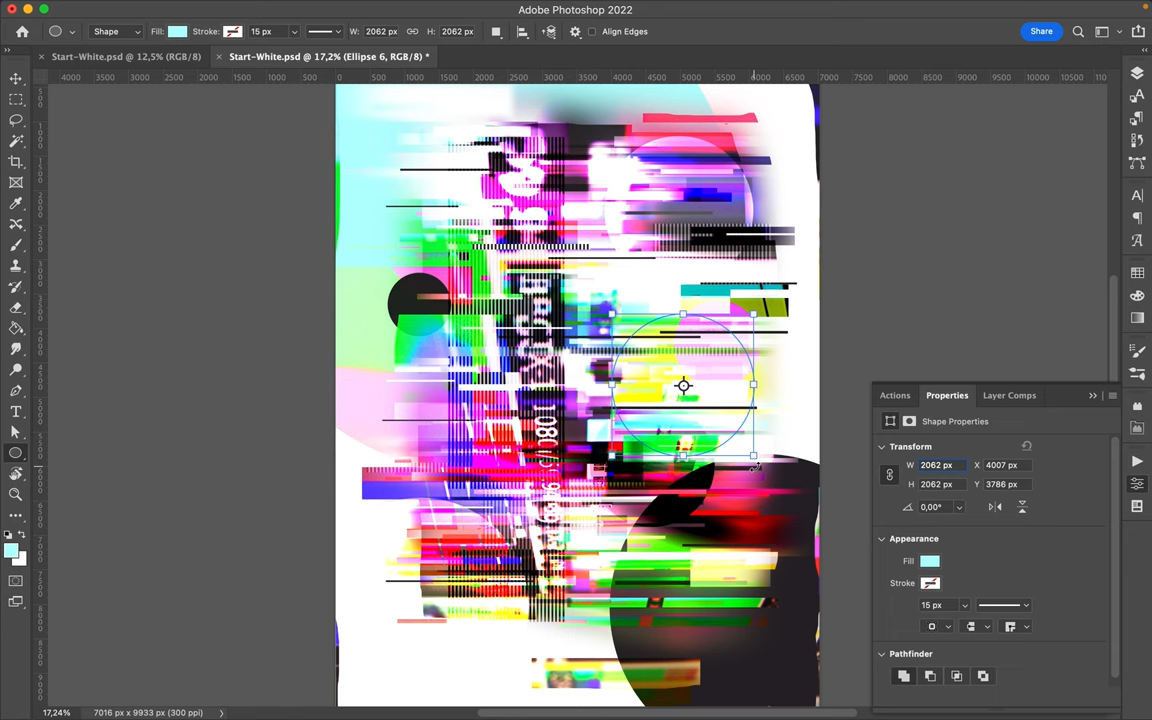 Adobe Photoshop 2022
Shape
Fill:
Stroke:
15 px
W: 2062 px
H: 2062 px
Align Edges
Share
Start-White.psd @ 12,5% (RGB/8)
Start-White.psd @ 17,2% (Ellipse 6, RGB/8) *
4000 3500 3000 2500 2000 1500 1000 500 0 500 1000 1500 2000 2500 3000 3500 4000 4500 5000 5500 6000 6500 7000 7500 8000 8500 9000 9500 10000 10500 110
Actions
Properties
Layer Comps
Shape Properties
Transform
W 2062 px X 4007 px
H 2062 px Y 3786 px
0,00°
Appearance
Fill
Stroke
15 px
Pathfinder
17,24% 7016 px x 9933 px (300 ppi)